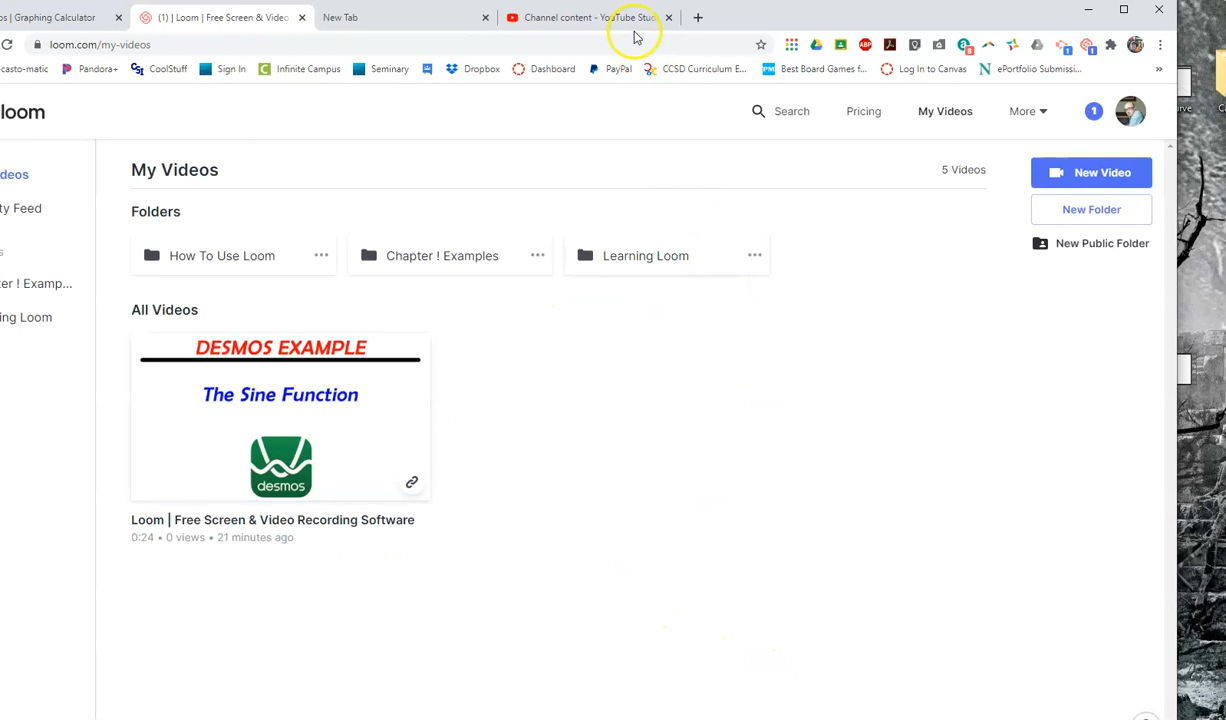 os | Graphing Calculator
(1) | Loom | Free Screen & Video
New Tab
Channel content - YouTube Stud
loom.com/my-videos
casto-matic
Pandora+
CoolStuff
Sign In
Infinite Campus
Seminary
Dropbox
Dashboard
PayPal
CCSD Curriculum E...
Best Board Games f...
Log In to Canvas
ePortfolio Submissi...
»
loom
Search
Pricing
My Videos
More
1
deos
ty Feed
s
ter ! Examp...
ing Loom
My Videos
5 Videos
New Video
New Folder
New Public Folder
Folders
How To Use Loom
Chapter ! Examples
Learning Loom
All Videos
DESMOS EXAMPLE
The Sine Function
desmos
Loom | Free Screen & Video Recording Software
0:24 • 0 views • 21 minutes ago
urve